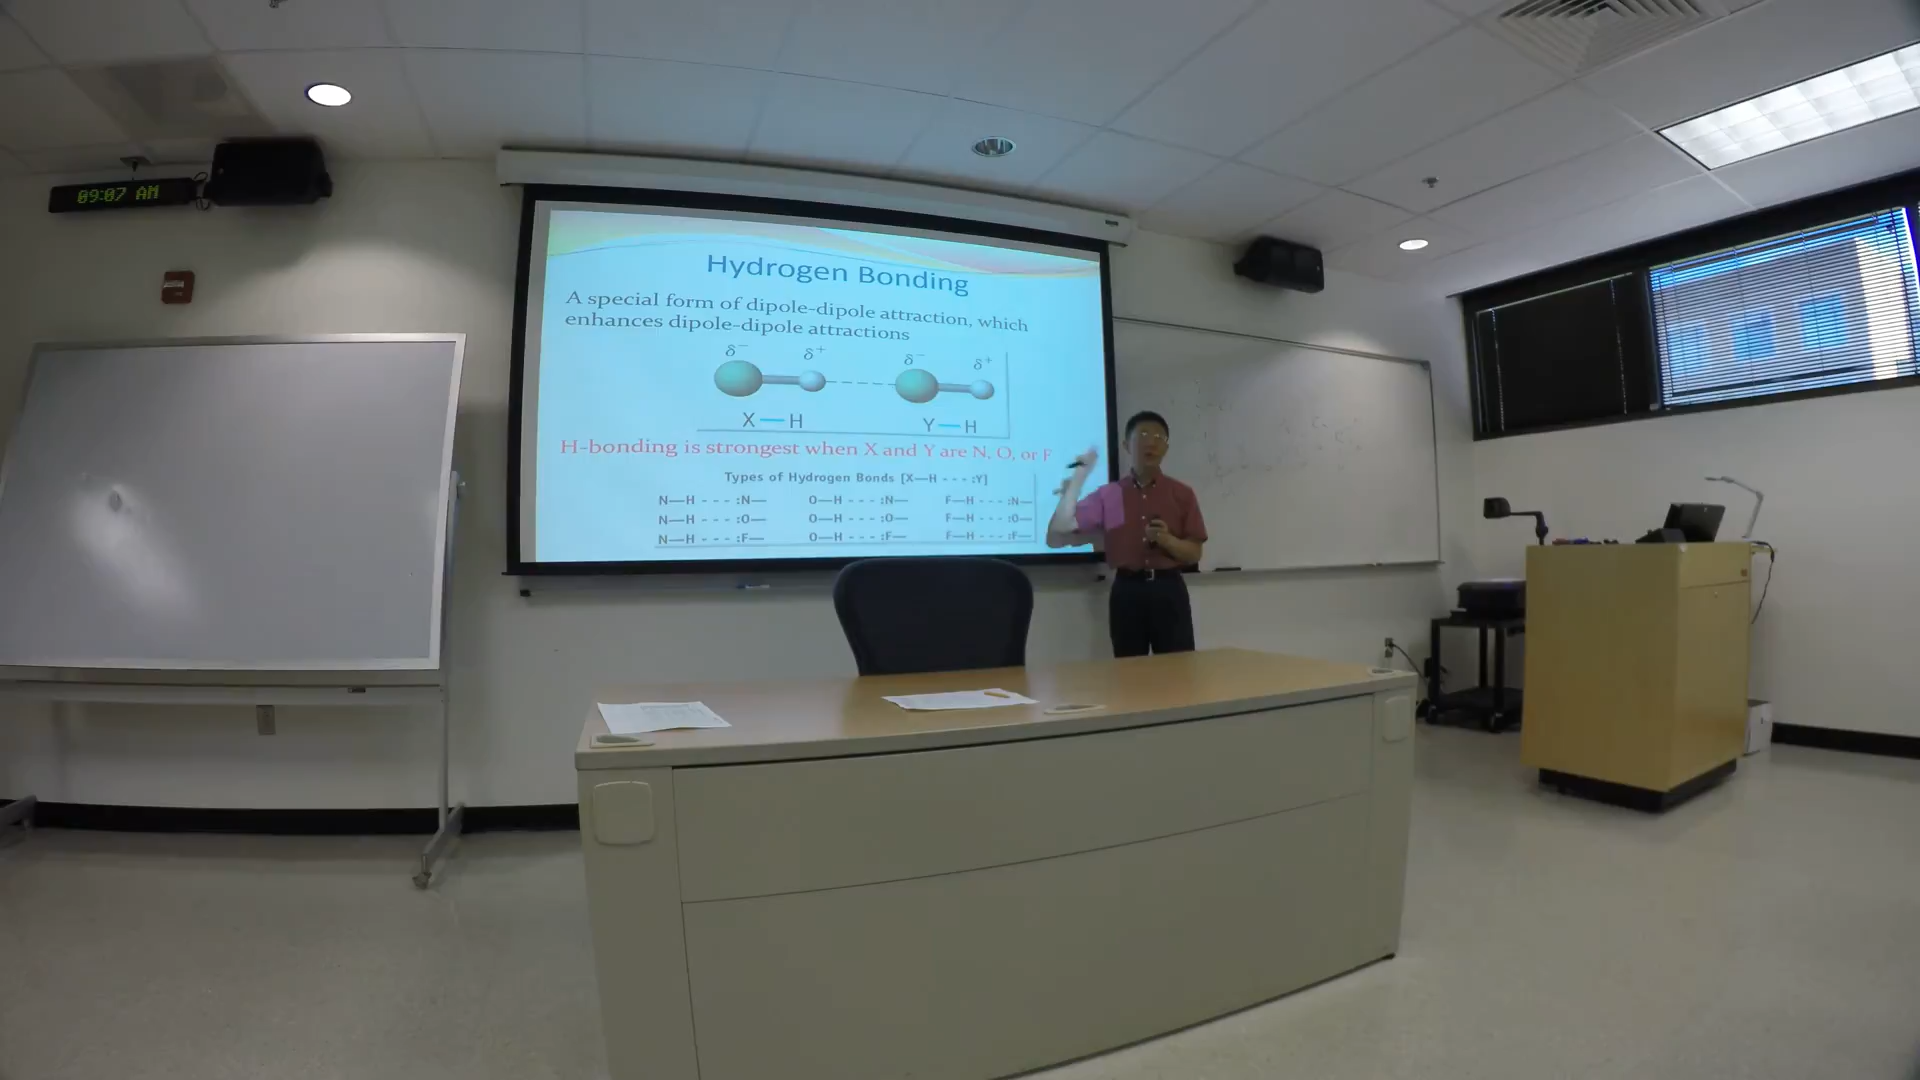 09:07 AM
Hydrogen Bonding
A special form of dipole-dipole attraction, which
enhances dipole-dipole attractions
δ⁻ δ⁺ δ⁻ δ⁺
X—H Y—H
H-bonding is strongest when X and Y are N, O, or F
Types of Hydrogen Bonds [X—H - - - :Y]
N—H - - - :N— O—H - - - :N— F—H - - - :N—
N—H - - - :O— O—H - - - :O— F—H - - - :O—
N—H - - - :F— O—H - - - :F— F—H - - - :F—